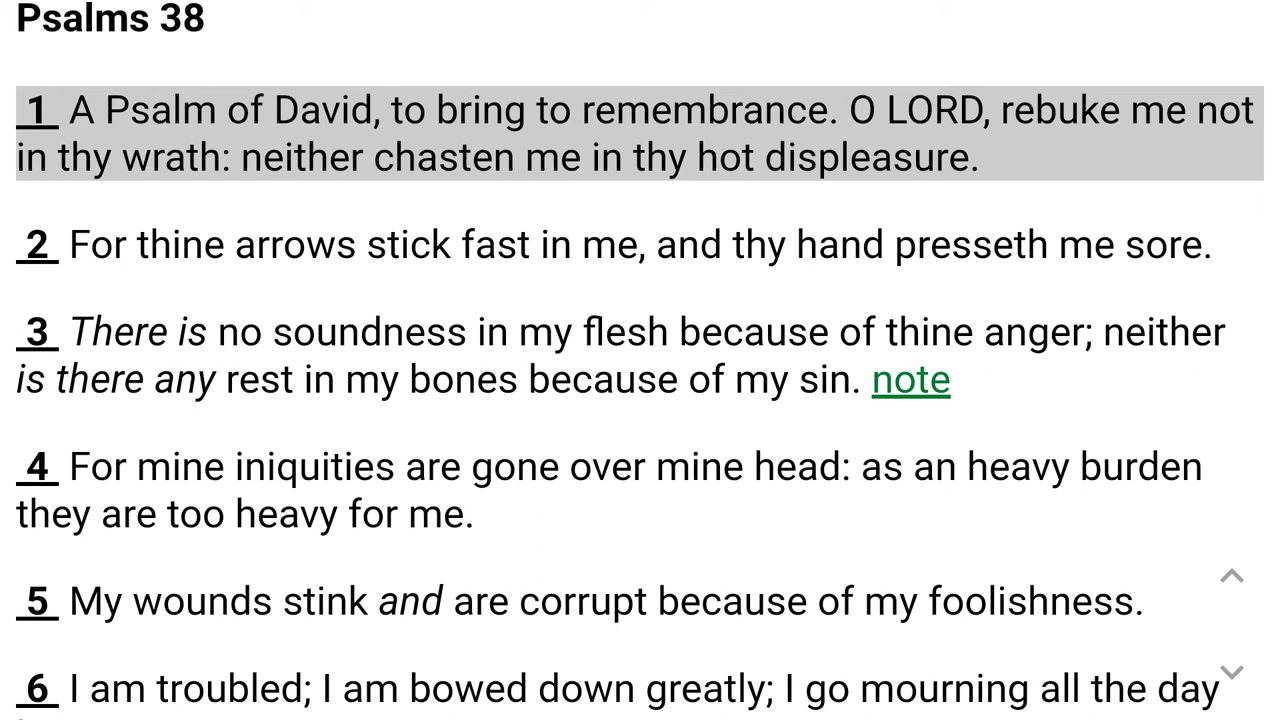 Psalms 38
1 A Psalm of David, to bring to remembrance. O LORD, rebuke me not
in thy wrath: neither chasten me in thy hot displeasure.
2 For thine arrows stick fast in me, and thy hand presseth me sore.
3 There is no soundness in my flesh because of thine anger; neither
is there any rest in my bones because of my sin. note
4 For mine iniquities are gone over mine head: as an heavy burden
they are too heavy for me.
5 My wounds stink and are corrupt because of my foolishness.
6 I am troubled; I am bowed down greatly; I go mourning all the day